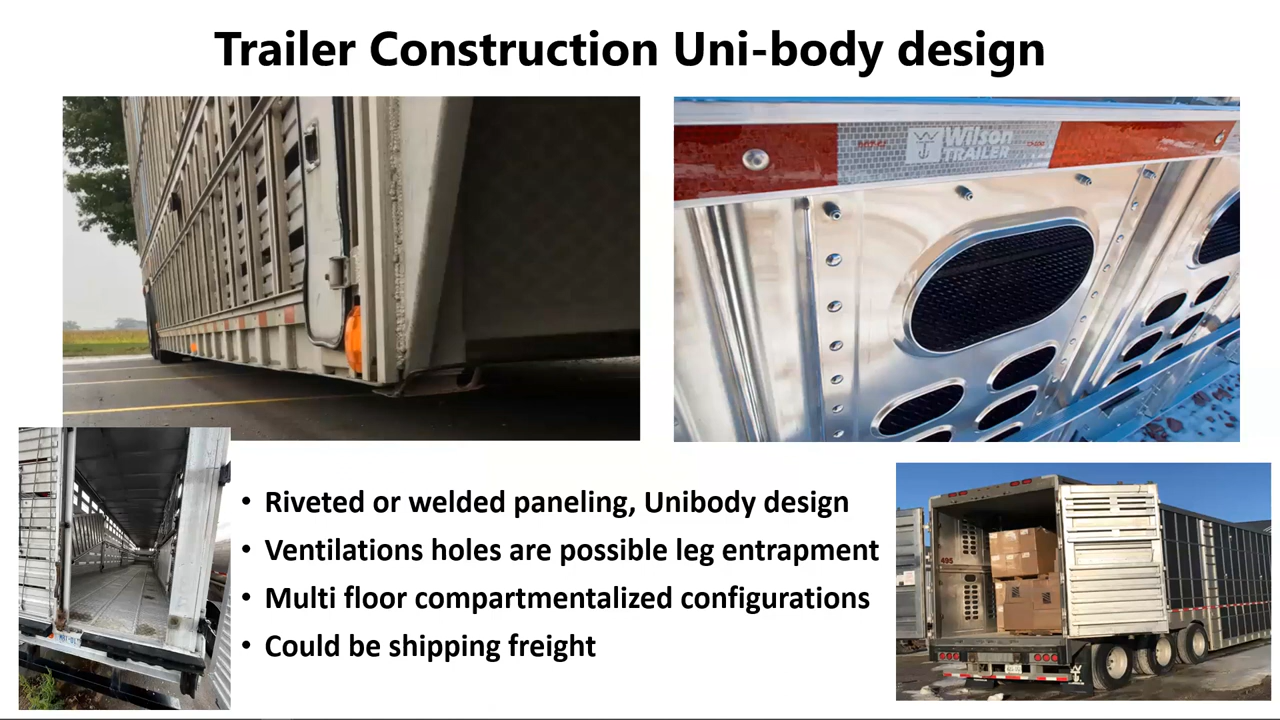 Trailer Construction Uni-body design
Wilson
TRAILER
• Riveted or welded paneling, Unibody design
• Ventilations holes are possible leg entrapment
• Multi floor compartmentalized configurations
• Could be shipping freight
495